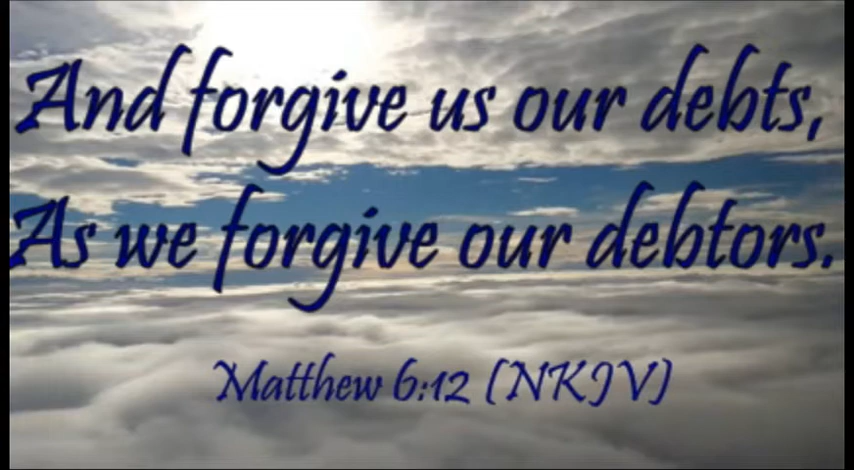 And forgive us our debts,
As we forgive our debtors.
Matthew 6:12 (NKJV)